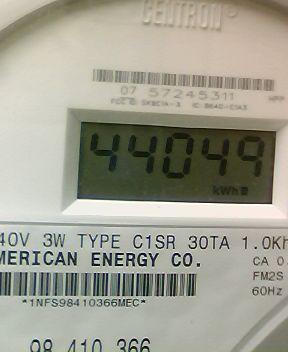 CENTRON®
07 57245311
44049
kWh
40V 3W TYPE C1SR 30TA 1.0Kh
MERICAN ENERGY CO.
CA 0.
FM2S
*1NFS98410366MEC*
60Hz
98 410 366